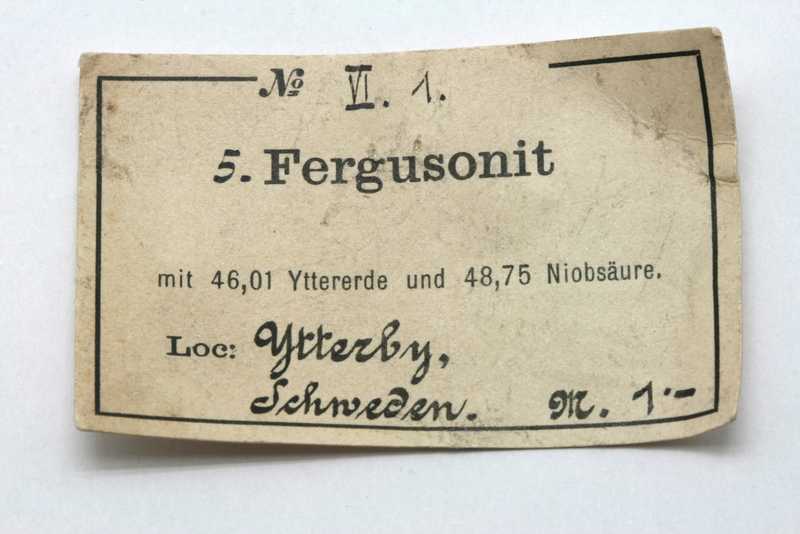 № VI. 1.
5. Fergusonit
mit 46,01 Yttererde und 48,75 Niobsäure.
Loc: Ytterby,
Schweden. M. 1.-